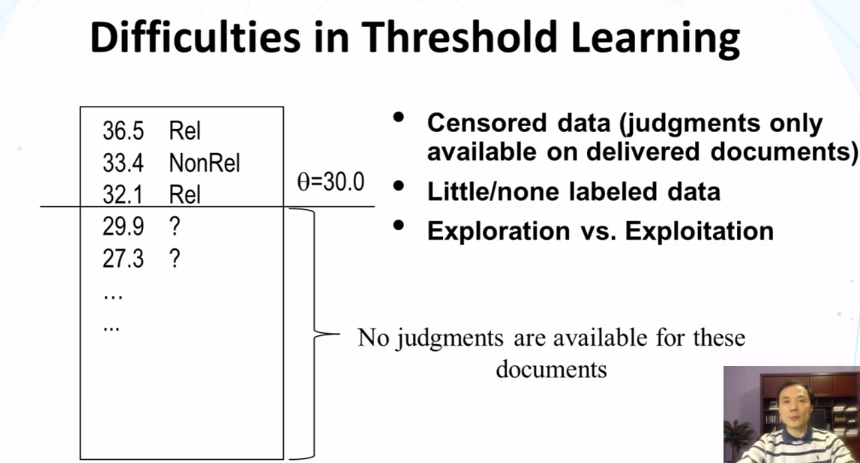 Difficulties in Threshold Learning
36.5 Rel
33.4 NonRel
32.1 Rel
θ=30.0
29.9 ?
27.3 ?
...
...
• Censored data (judgments only
available on delivered documents)
• Little/none labeled data
• Exploration vs. Exploitation
No judgments are available for these
documents